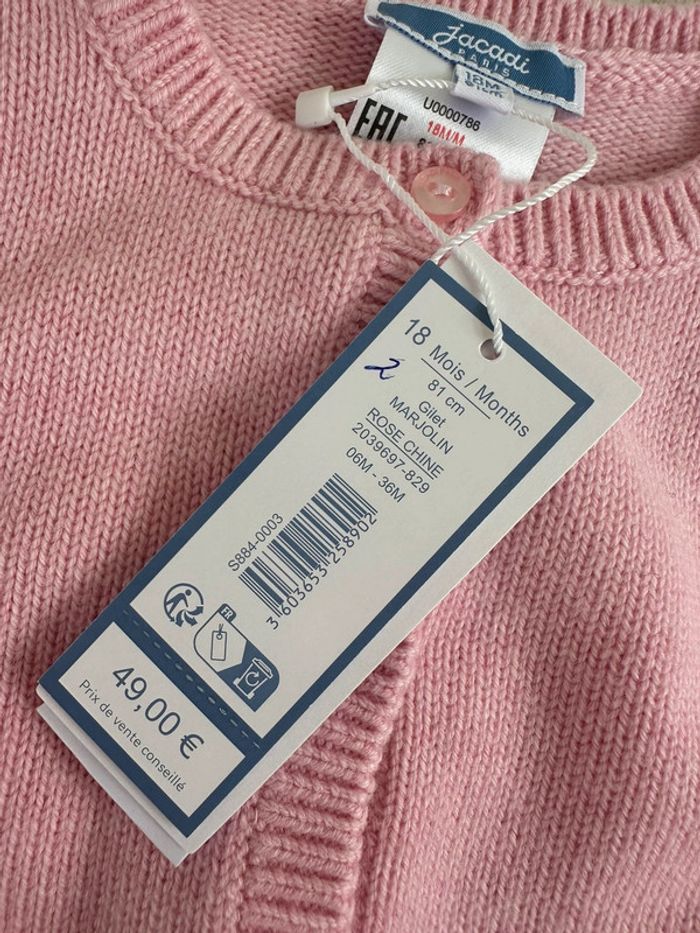 jacadi
PARIS
18M
81cm
U0000786
18M/M
EAC
18 Mois / Months
2
81 cm
Gilet
MARJOLIN
ROSE CHINE
2039697-829
06M - 36M
S884-0003
3 603653 258902
FR
49,00 €
Prix de vente conseillé